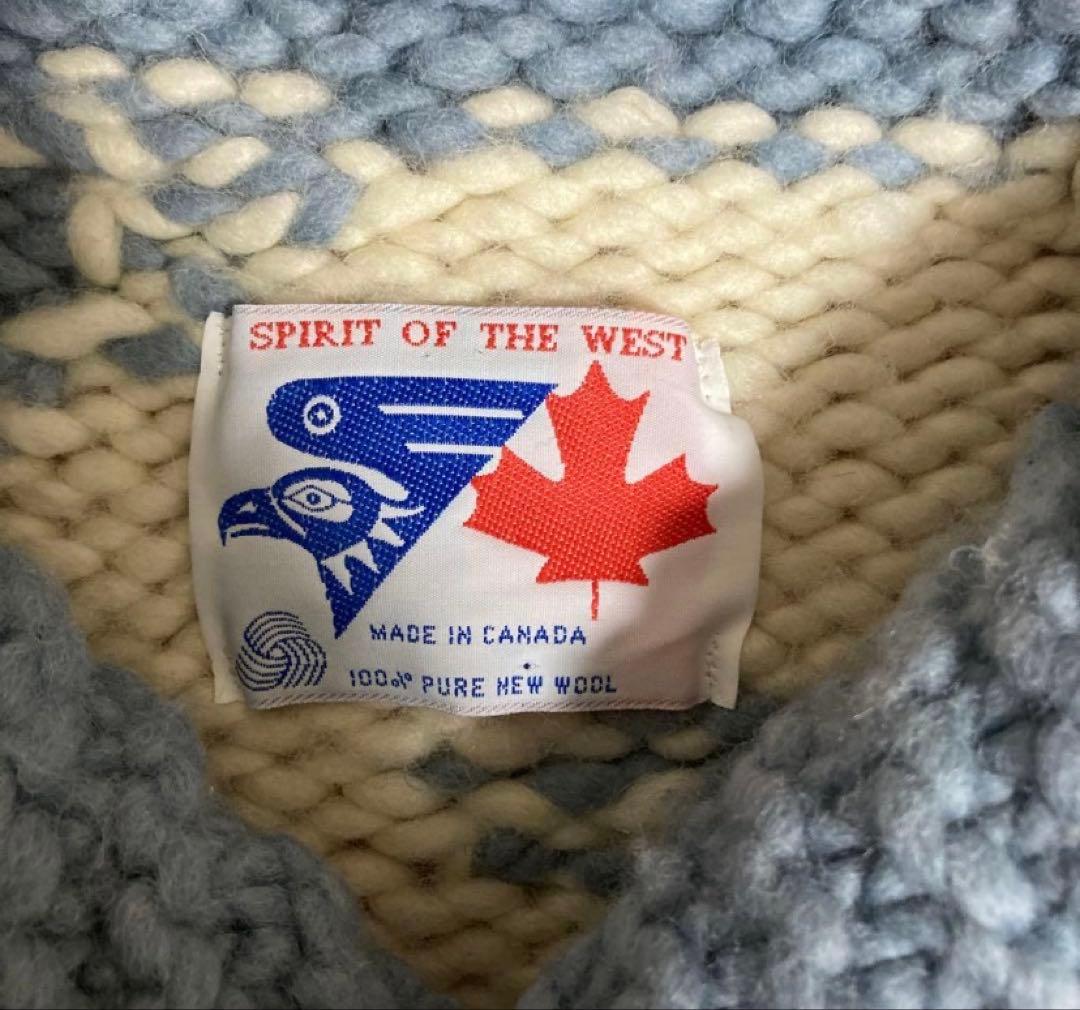 SPIRIT OF THE WEST
MADE IN CANADA
100% PURE NEW WOOL